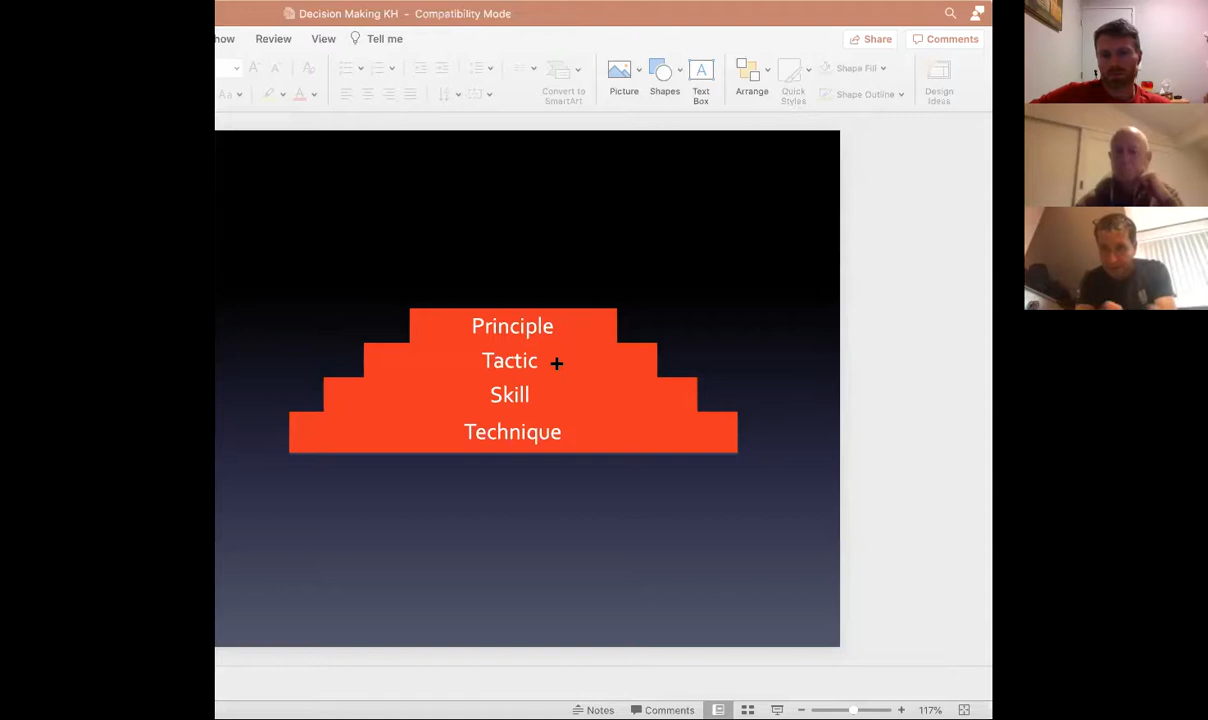 Decision Making KH - Compatibility Mode
how Review View Tell me
Share Comments
Aa A
Convert to SmartArt
Picture
Shapes
Text Box
Arrange
Quick Styles
Shape Fill
Shape Outline
Design Ideas
Principle
Tactic
Skill
Technique
Notes Comments 117%